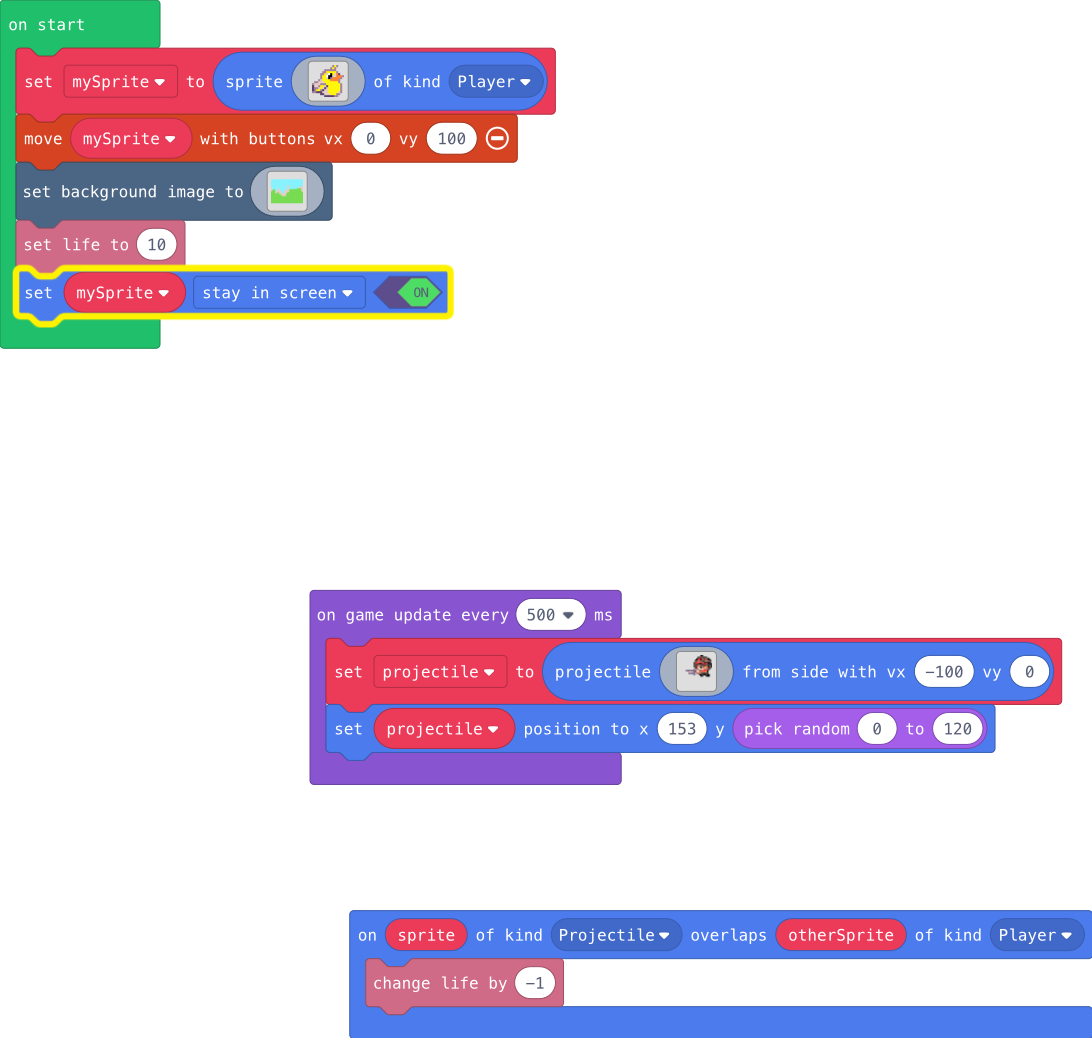 on start
set mySprite to sprite of kind Player
move mySprite with buttons vx 0 vy 100
set background image to
set life to 10
set mySprite stay in screen ON
on game update every 500 ms
set projectile to projectile from side with vx -100 vy 0
set projectile position to x 153 y pick random 0 to 120
on sprite of kind Projectile overlaps otherSprite of kind Player
change life by -1